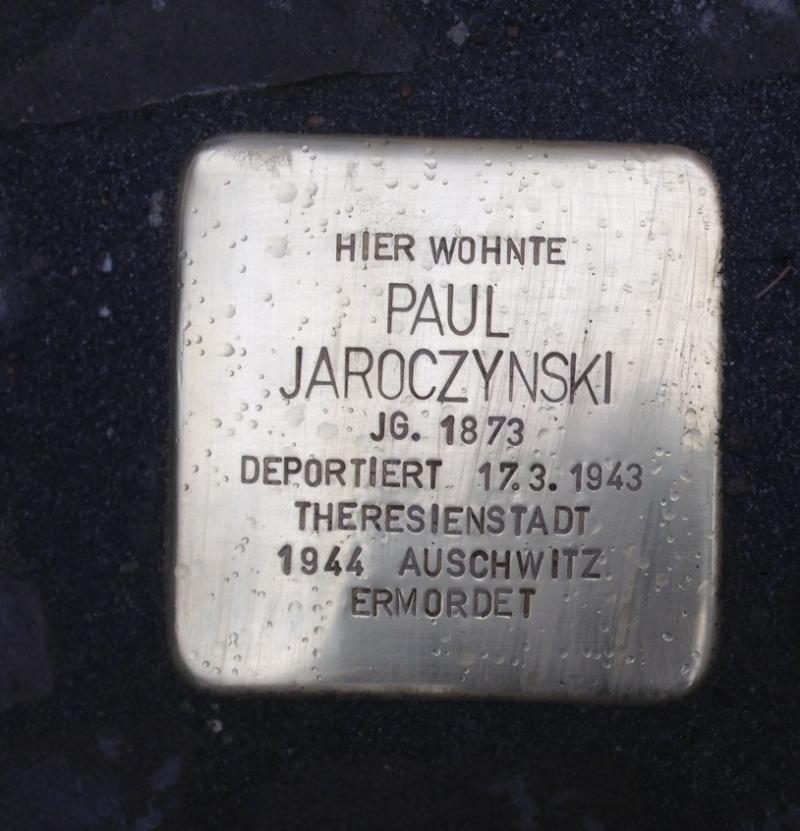 HIER WOHNTE
PAUL
JAROCZYNSKI
JG. 1873
DEPORTIERT 17.3.1943
THERESIENSTADT
1944 AUSCHWITZ
ERMORDET